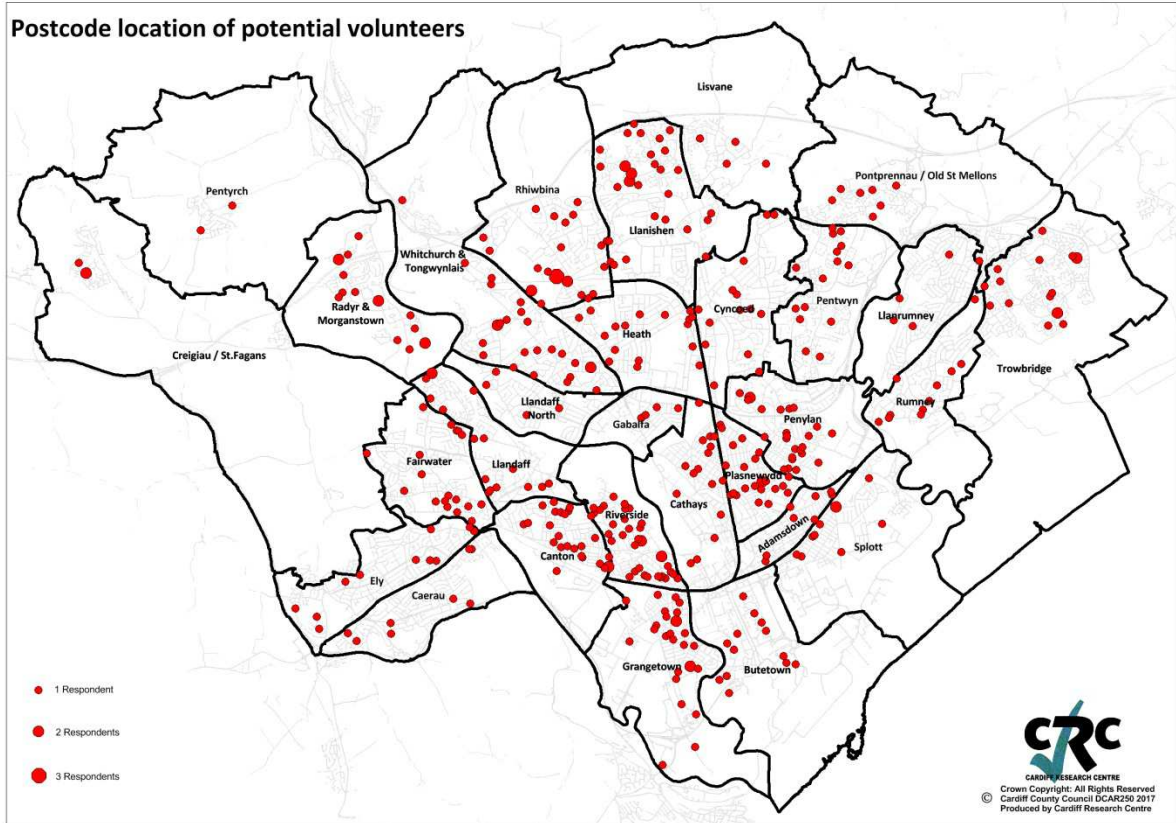 Postcode location of potential volunteers
Lisvane
Pentyrch
Rhiwbina
Pontprennau / Old St Mellons
Llanishen
Whitchurch &
Tongwynlais
Radyr &
Morganstown
Cyncoed
Pentwyn
Llanrumney
Heath
Creigiau / St.Fagans
Trowbridge
Llandaff
North
Rumney
Gabalfa
Penylan
Fairwater
Llandaff
Plasnewydd
Cathays
Riverside
Adamsdown
Splott
Canton
Ely
Caerau
Grangetown
Butetown
1 Respondent
2 Respondents
3 Respondents
CRC
CARDIFF RESEARCH CENTRE
Crown Copyright: All Rights Reserved
© Cardiff County Council DCAR250 2017
Produced by Cardiff Research Centre